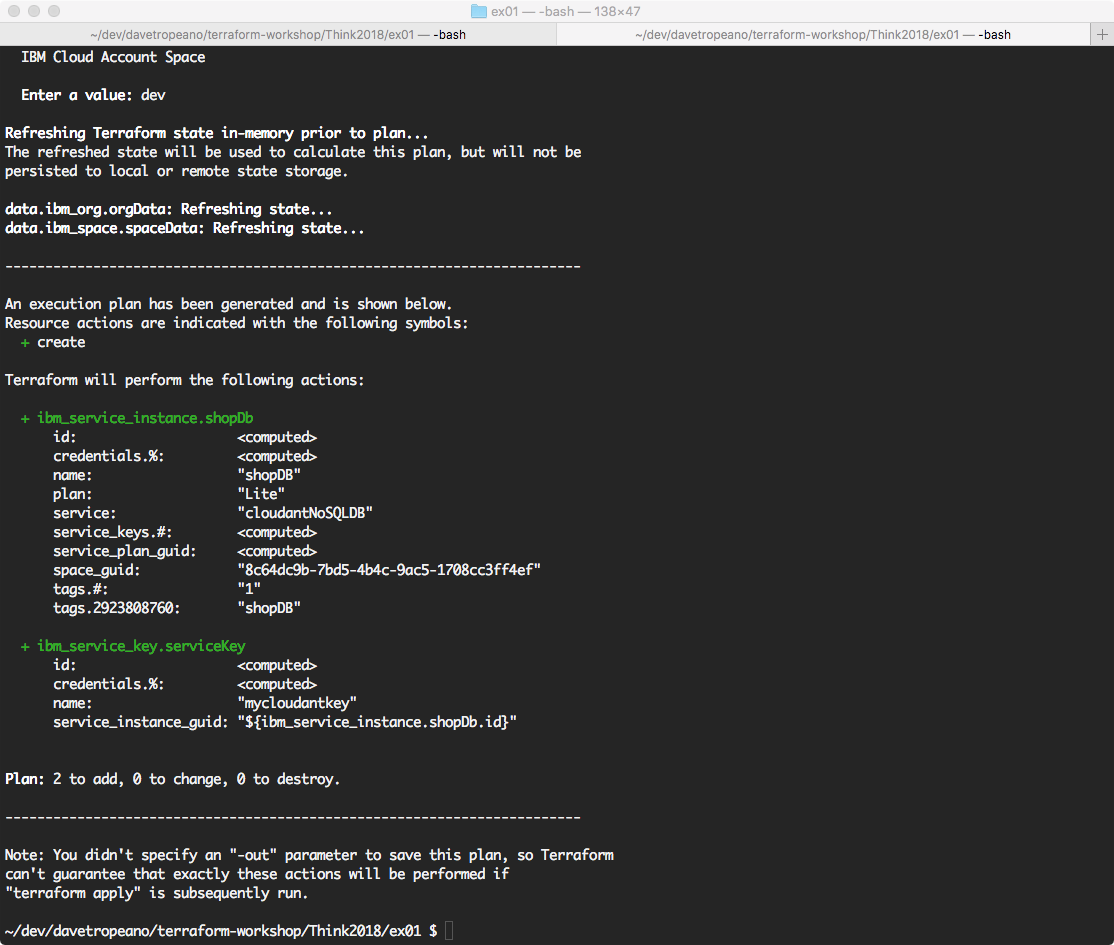 ex01 — -bash — 138×47
~/dev/davetropeano/terraform-workshop/Think2018/ex01 — -bash
~/dev/davetropeano/terraform-workshop/Think2018/ex01 — -bash
+
IBM Cloud Account Space
Enter a value: dev
Refreshing Terraform state in-memory prior to plan...
The refreshed state will be used to calculate this plan, but will not be
persisted to local or remote state storage.
data.ibm_org.orgData: Refreshing state...
data.ibm_space.spaceData: Refreshing state...
------------------------------------------------------------------------
An execution plan has been generated and is shown below.
Resource actions are indicated with the following symbols:
+ create
Terraform will perform the following actions:
+ ibm_service_instance.shopDb
id: <computed>
credentials.%: <computed>
name: "shopDB"
plan: "Lite"
service: "cloudantNoSQLDB"
service_keys.#: <computed>
service_plan_guid: <computed>
space_guid: "8c64dc9b-7bd5-4b4c-9ac5-1708cc3ff4ef"
tags.#: "1"
tags.2923808760: "shopDB"
+ ibm_service_key.serviceKey
id: <computed>
credentials.%: <computed>
name: "mycloudantkey"
service_instance_guid: "${ibm_service_instance.shopDb.id}"
Plan: 2 to add, 0 to change, 0 to destroy.
------------------------------------------------------------------------
Note: You didn't specify an "-out" parameter to save this plan, so Terraform
can't guarantee that exactly these actions will be performed if
"terraform apply" is subsequently run.
~/dev/davetropeano/terraform-workshop/Think2018/ex01 $